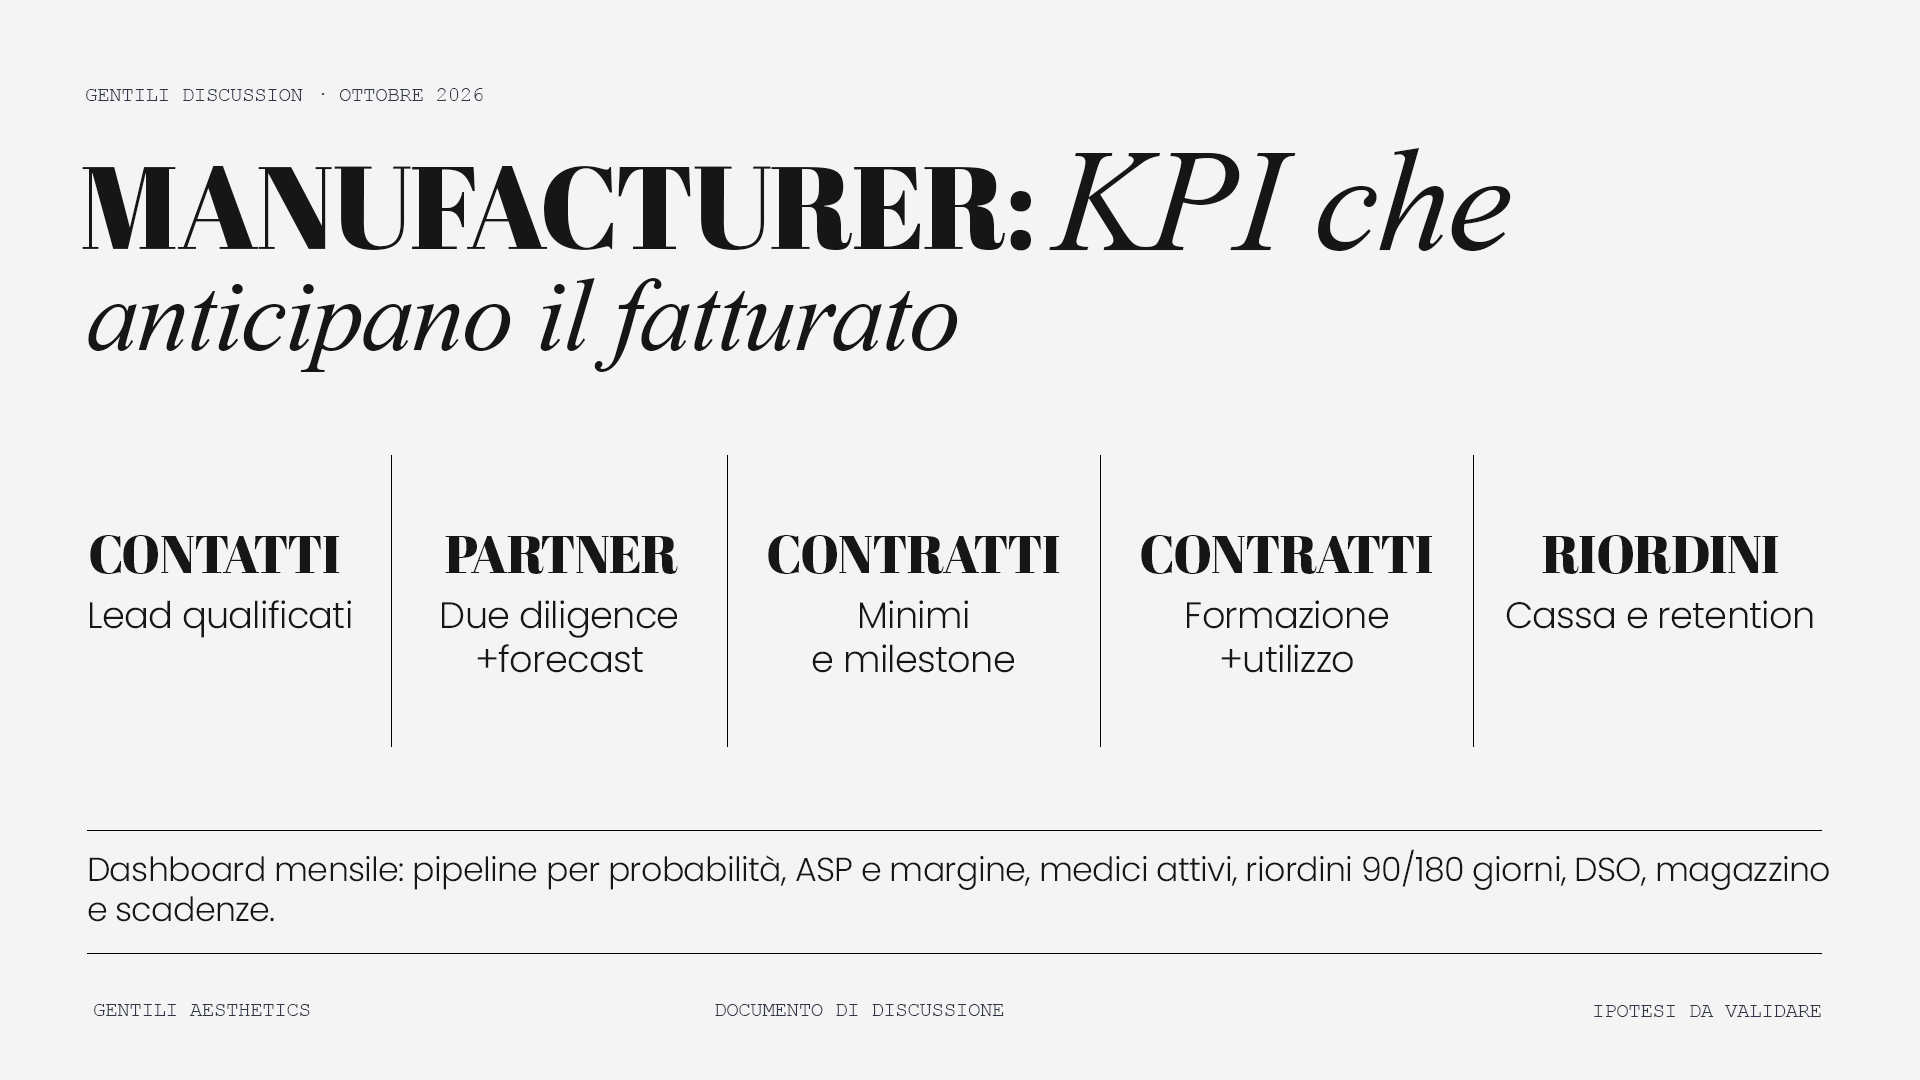 GENTILI DISCUSSION · OTTOBRE 2026
MANUFACTURER: KPI che
anticipano il fatturato
CONTATTI
Lead qualificati
PARTNER
Due diligence
+forecast
CONTRATTI
Minimi
e milestone
CONTRATTI
Formazione
+utilizzo
RIORDINI
Cassa e retention
Dashboard mensile: pipeline per probabilità, ASP e margine, medici attivi, riordini 90/180 giorni, DSO, magazzino
e scadenze.
GENTILI AESTHETICS
DOCUMENTO DI DISCUSSIONE
IPOTESI DA VALIDARE